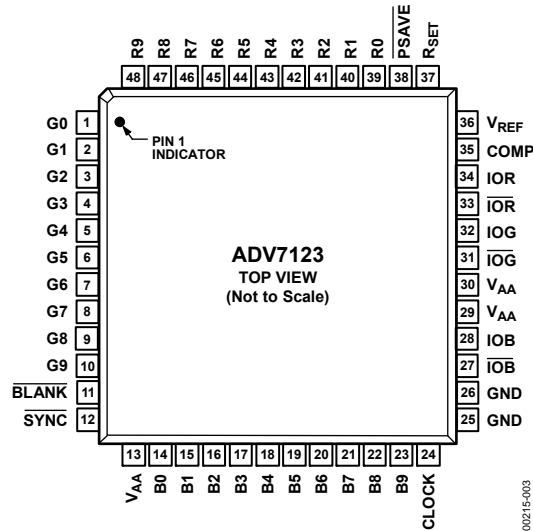 R9 R8 R7 R6 R5 R4 R3 R2 R1 R0 PSAVE RSET
48 47 46 45 44 43 42 41 40 39 38 37
G0 1
G1 2
G2 3
G3 4
G4 5
G5 6
G6 7
G7 8
G8 9
G9 10
BLANK 11
SYNC 12
PIN 1
INDICATOR
ADV7123
TOP VIEW
(Not to Scale)
36 VREF
35 COMP
34 IOR
33 IOR
32 IOG
31 IOG
30 VAA
29 VAA
28 IOB
27 IOB
26 GND
25 GND
13 14 15 16 17 18 19 20 21 22 23 24
VAA B0 B1 B2 B3 B4 B5 B6 B7 B8 B9 CLOCK
00215-003